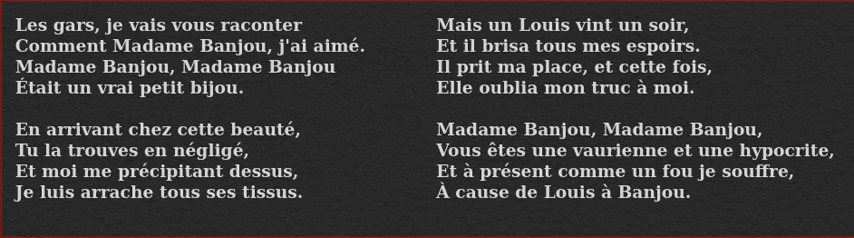 Les gars, je vais vous raconter
Comment Madame Banjou, j'ai aimé.
Madame Banjou, Madame Banjou
Était un vrai petit bijou.
En arrivant chez cette beauté,
Tu la trouves en négligé,
Et moi me précipitant dessus,
Je luis arrache tous ses tissus.
Mais un Louis vint un soir,
Et il brisa tous mes espoirs.
Il prit ma place, et cette fois,
Elle oublia mon truc à moi.
Madame Banjou, Madame Banjou,
Vous êtes une vaurienne et une hypocrite,
Et à présent comme un fou je souffre,
À cause de Louis à Banjou.